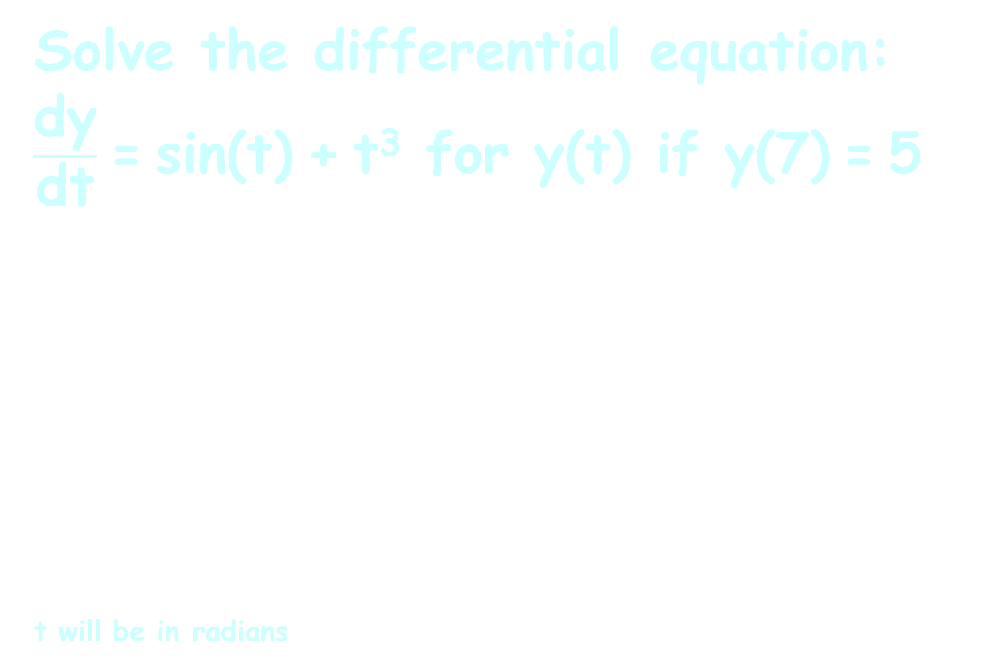 Solve the differential equation:
dy/dt = sin(t) + t³ for y(t) if y(7) = 5
t will be in radians